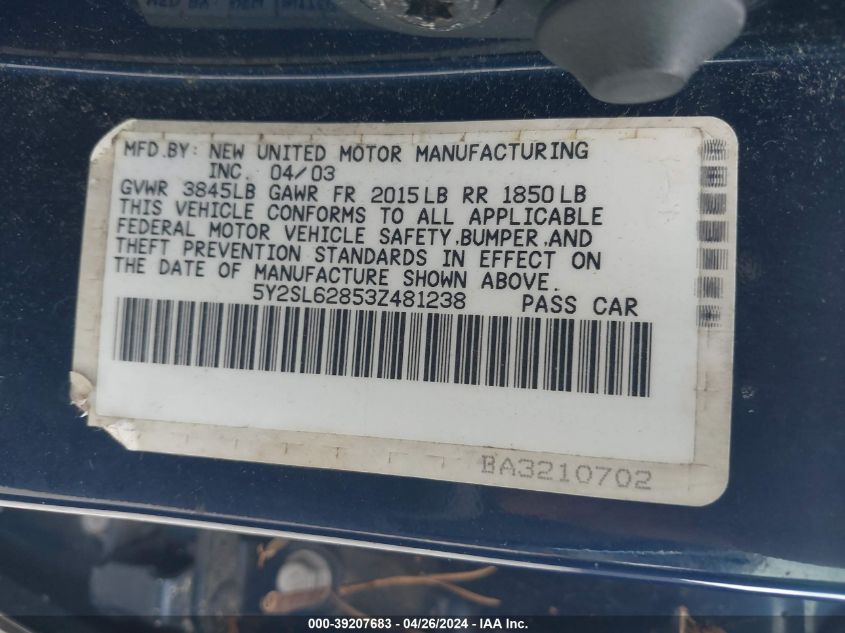 MFD.BY: NEW UNITED MOTOR MANUFACTURING
INC. 04/03
GVWR 3845LB GAWR FR 2015LB RR 1850LB
THIS VEHICLE CONFORMS TO ALL APPLICABLE
FEDERAL MOTOR VEHICLE SAFETY,BUMPER,AND
THEFT PREVENTION STANDARDS IN EFFECT ON
THE DATE OF MANUFACTURE SHOWN ABOVE.
5Y2SL62853Z481238 PASS CAR
BA3210702
000-39207683 / 04/26/2024 / IAAI.com.